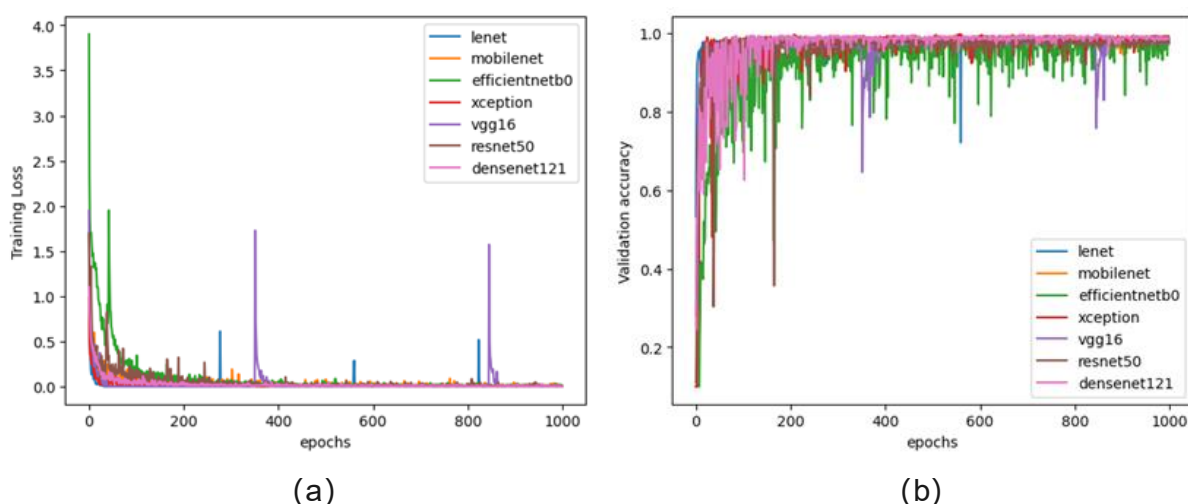 4.0
3.5
3.0
2.5
2.0
1.5
1.0
0.5
0.0
Training Loss
0
200
400
600
800
1000
epochs
lenet
mobilenet
efficientnetb0
xception
vgg16
resnet50
densenet121
(a)
1.0
0.8
0.6
0.4
0.2
Validation accuracy
0
200
400
600
800
1000
epochs
lenet
mobilenet
efficientnetb0
xception
vgg16
resnet50
densenet121
(b)